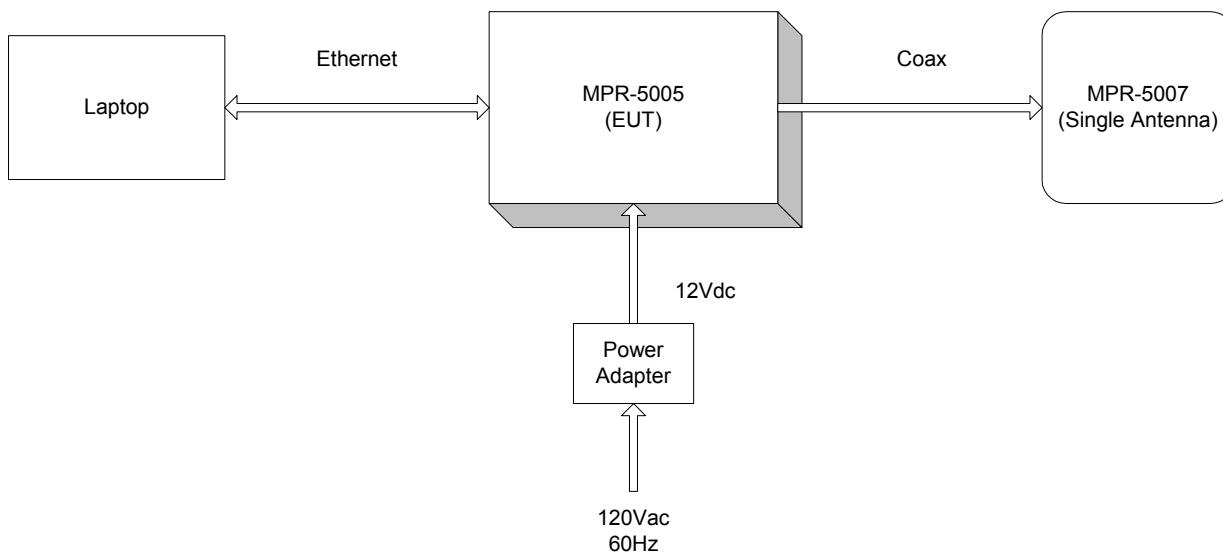 Ethernet
Coax
Laptop
MPR-5005
(EUT)
MPR-5007
(Single Antenna)
12Vdc
Power
Adapter
120Vac
60Hz